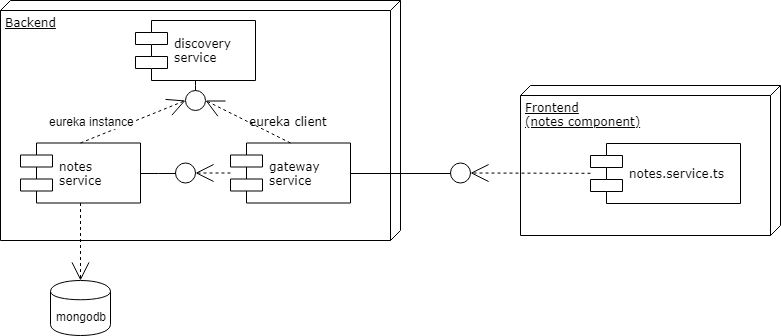 Backend
discovery
service
eureka instance
eureka client
notes
service
gateway
service
mongodb
Frontend
(notes component)
notes.service.ts